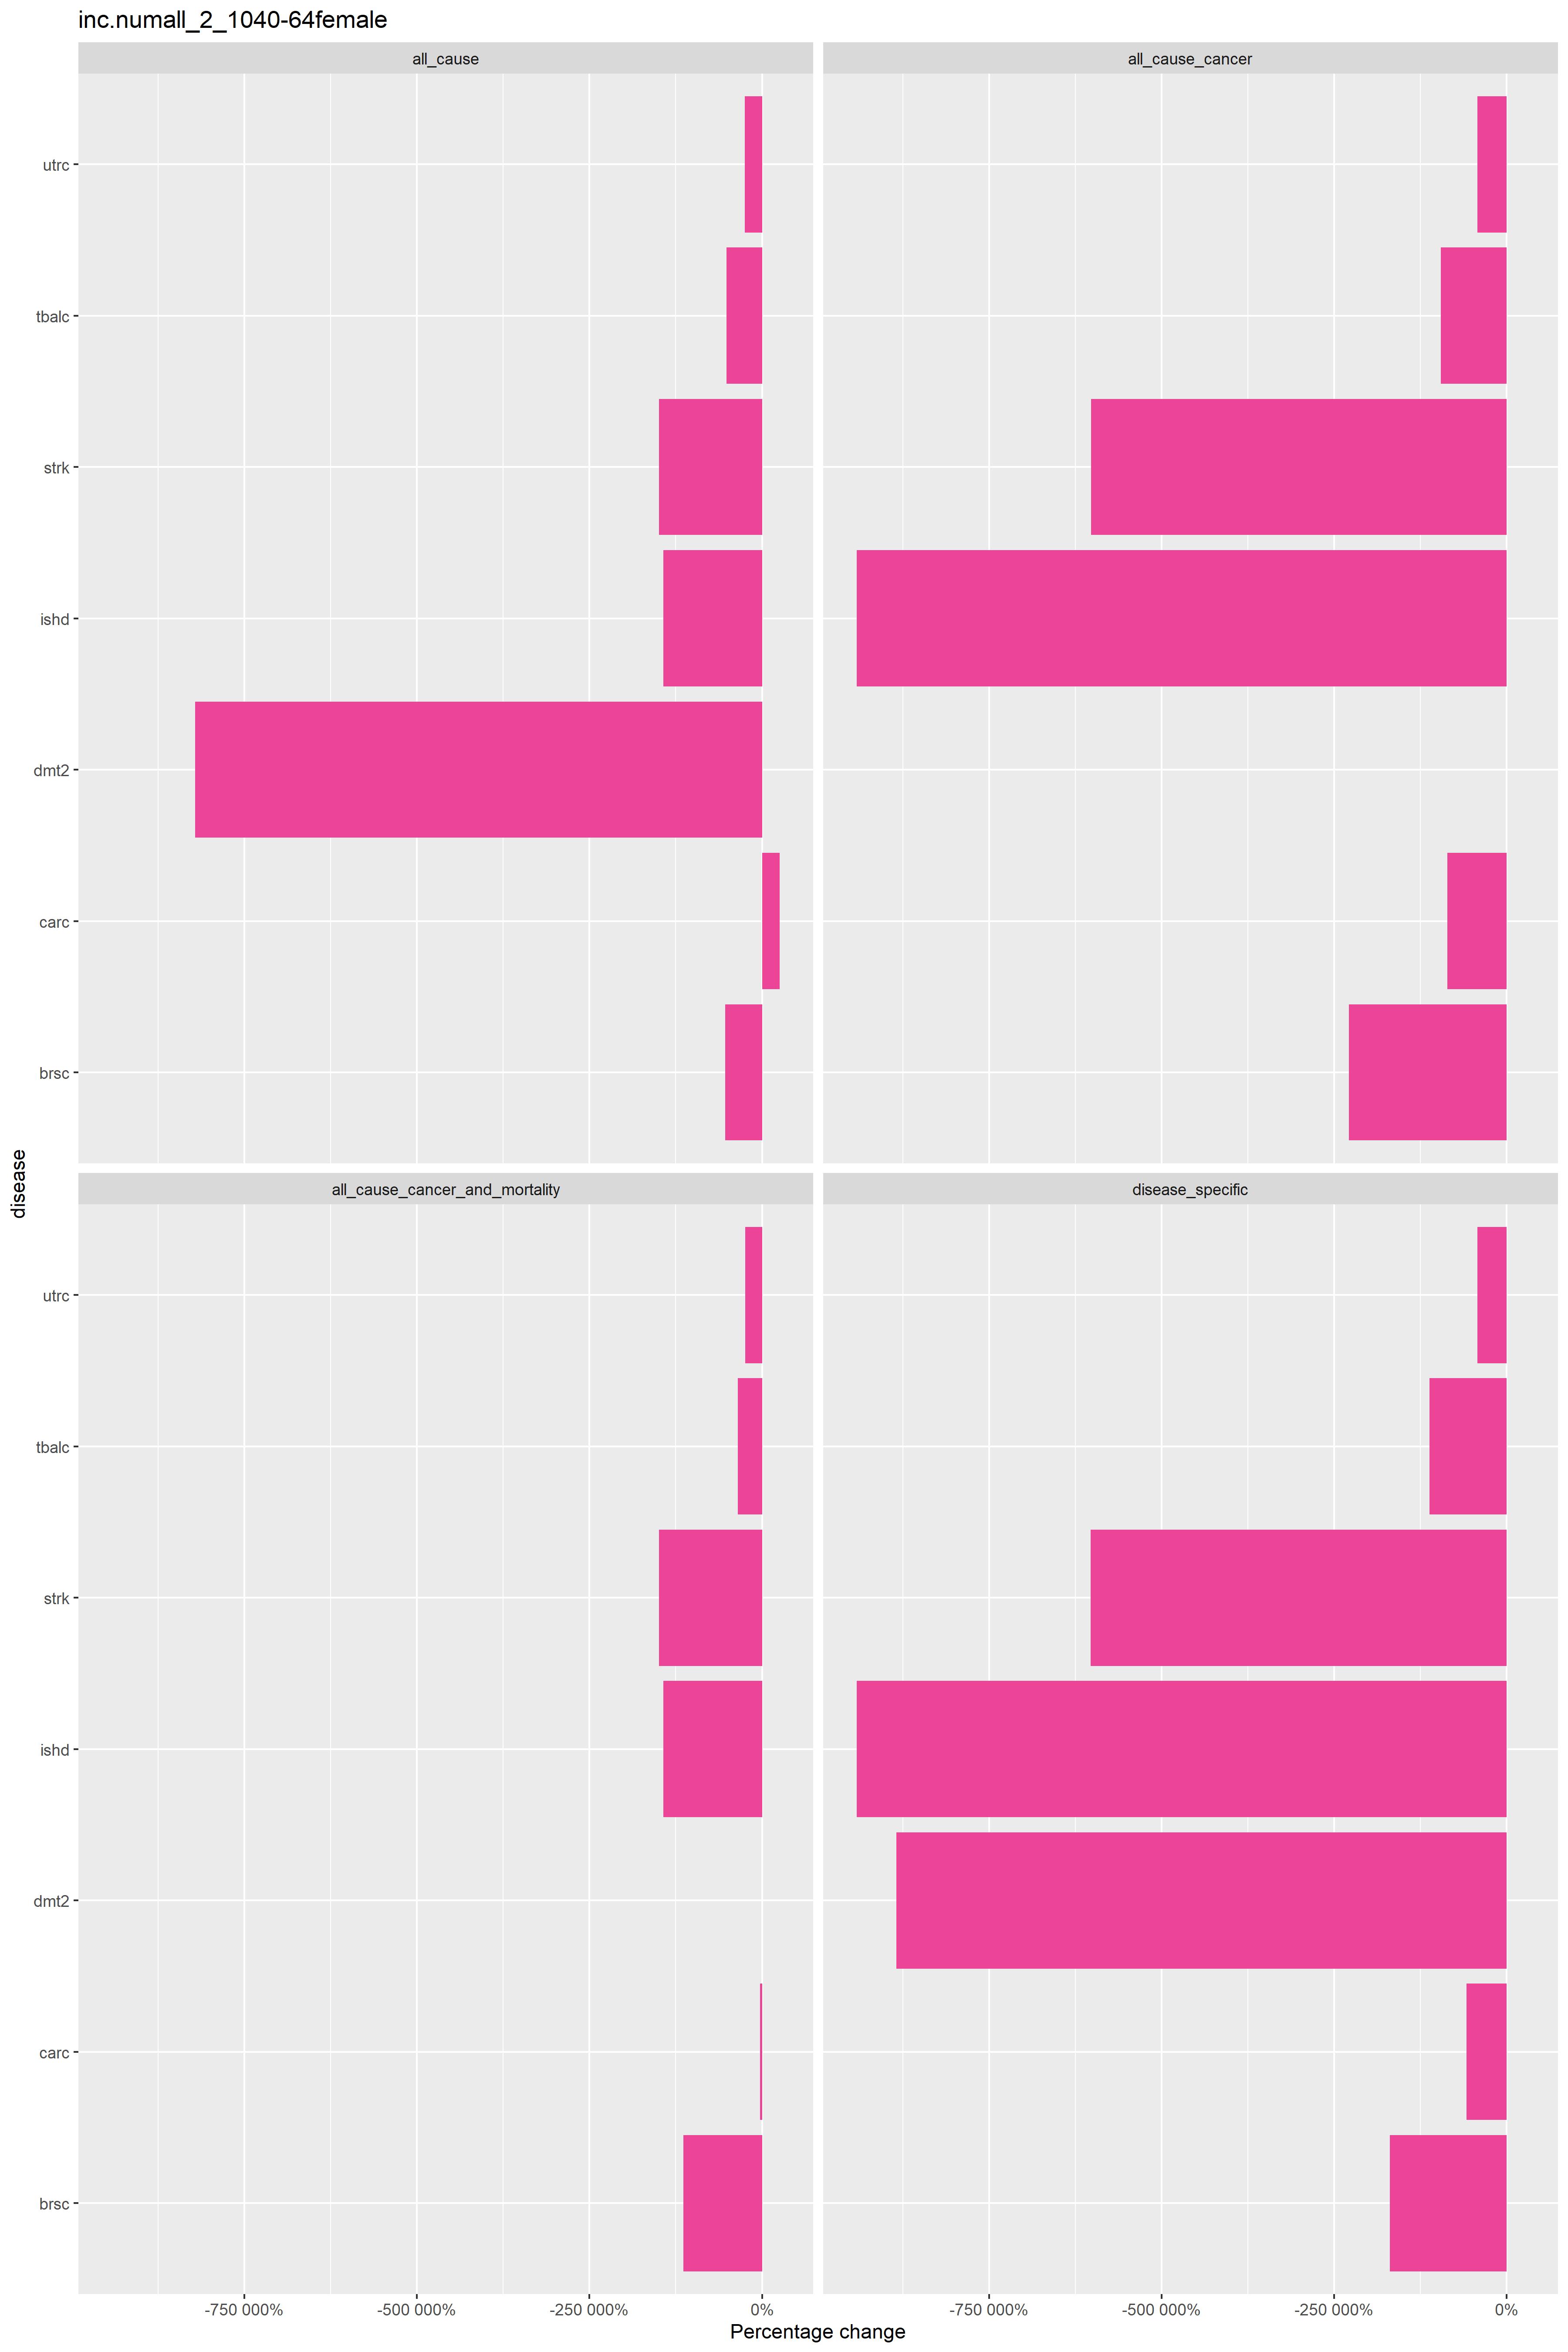 inc.numall_2_1040-64female
all_cause
all_cause_cancer
utrc
tbalc
strk
ishd
dmt2
carc
brsc
disease
all_cause_cancer_and_mortality
disease_specific
utrc
tbalc
strk
ishd
dmt2
carc
brsc
-750 000%
-500 000%
-250 000%
0%
-750 000%
-500 000%
-250 000%
0%
Percentage change